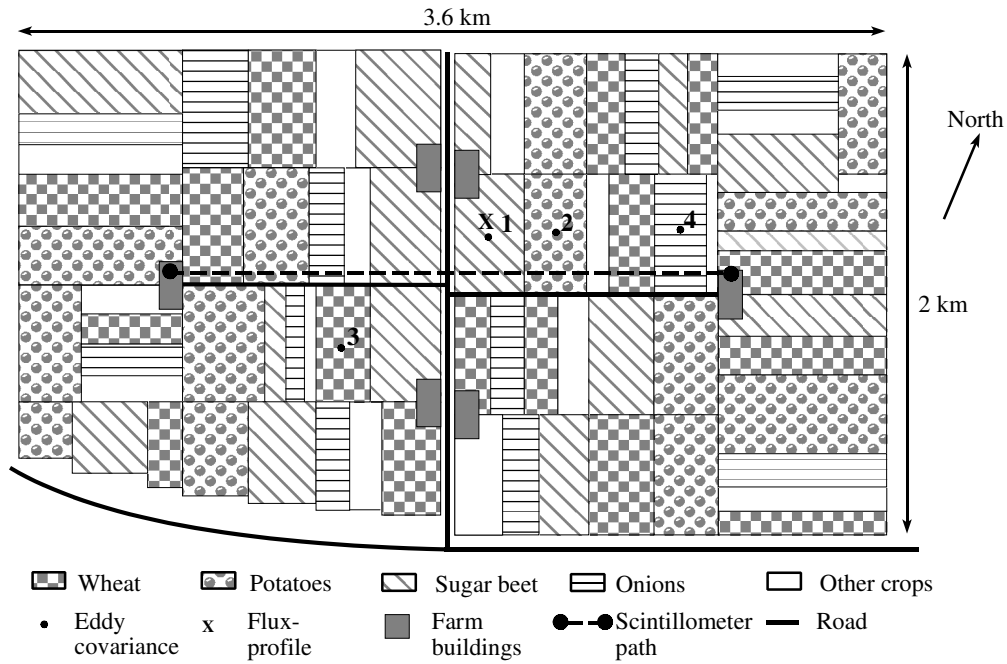 3.6 km
North
X 1
2
4
3
2 km
Wheat
Potatoes
Sugar beet
Onions
Other crops
Eddy
covariance
x
Flux-
profile
Farm
buildings
Scintillometer
path
Road